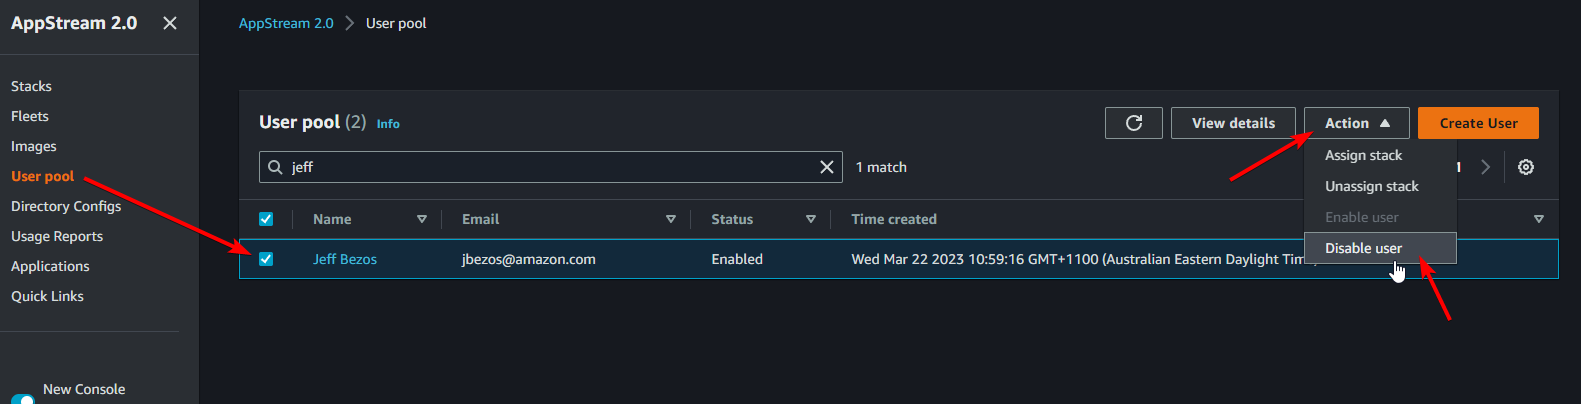 AppStream 2.0
AppStream 2.0 User pool
Stacks
Fleets
Images
User pool
Directory Configs
Usage Reports
Applications
Quick Links
New Console
User pool (2) Info
View details
Action
Create User
jeff
1 match
1
Assign stack
Unassign stack
Enable user
Disable user
Name Email Status Time created
Jeff Bezos jbezos@amazon.com Enabled Wed Mar 22 2023 10:59:16 GMT+1100 (Australian Eastern Daylight Tim